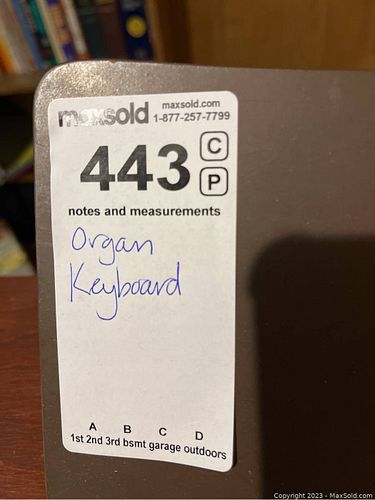 maxsold maxsold.com
1-877-257-7799
443 C
P
notes and measurements
Organ
Keyboard
A B C D
1st 2nd 3rd bsmt garage outdoors
Copyright 2023 - MaxSold.com